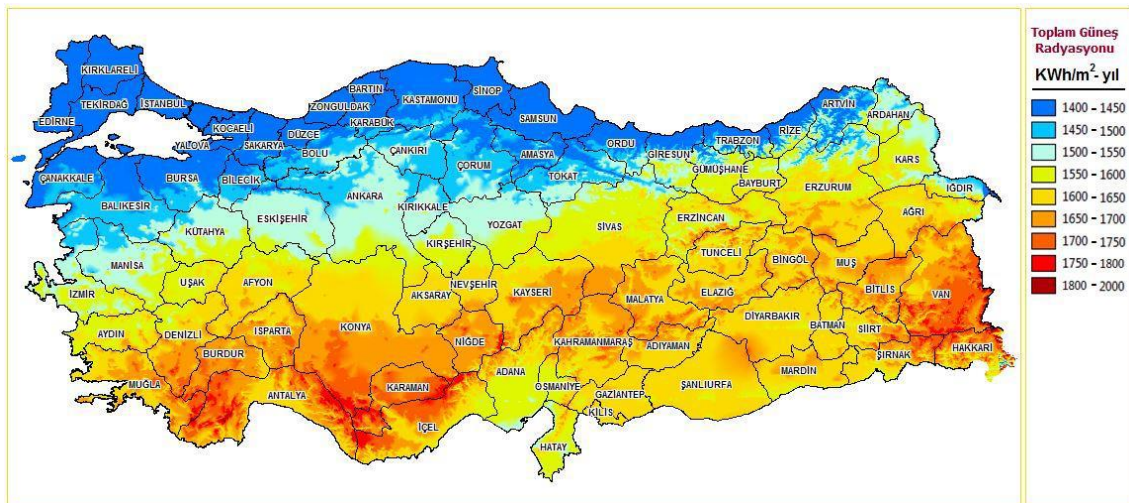 Toplam Güneş
Radyasyonu
KWh/m²- yıl
1400 - 1450
1450 - 1500
1500 - 1550
1550 - 1600
1600 - 1650
1650 - 1700
1700 - 1750
1750 - 1800
1800 - 2000
KIRKLARELİ
TEKİRDAĞ
İSTANBUL
EDİRNE
KOCAELİ
YALOVA
SAKARYA
DÜZCE
ZONGULDAK
BARTIN
KARABÜK
KASTAMONU
SİNOP
SAMSUN
ORDU
GİRESUN
TRABZON
RİZE
ARTVİN
ARDAHAN
ÇANAKKALE
BURSA
BİLECİK
BOLU
ÇANKIRI
ÇORUM
AMASYA
TOKAT
GÜMÜŞHANE
BAYBURT
ERZURUM
KARS
IĞDIR
BALIKESİR
KÜTAHYA
ESKİŞEHİR
ANKARA
KIRIKKALE
YOZGAT
SİVAS
ERZİNCAN
AĞRI
MANİSA
UŞAK
AFYON
KIRŞEHİR
NEVŞEHİR
AKSARAY
KAYSERİ
MALATYA
TUNCELİ
ELAZIĞ
BİNGÖL
MUŞ
BİTLİS
VAN
İZMİR
AYDIN
DENİZLİ
ISPARTA
BURDUR
KONYA
NİĞDE
KAHRAMANMARAŞ
ADIYAMAN
DİYARBAKIR
BATMAN
SİİRT
ŞIRNAK
HAKKARİ
MUĞLA
ANTALYA
KARAMAN
İÇEL
ADANA
OSMANİYE
GAZİANTEP
KİLİS
HATAY
ŞANLIURFA
MARDİN